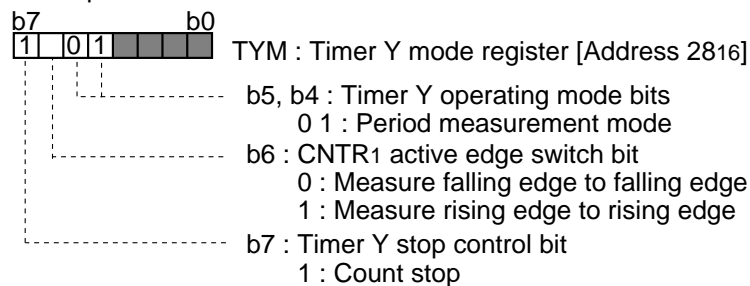 b7 b0
1 0 1
TYM : Timer Y mode register [Address 2816]
b5, b4 : Timer Y operating mode bits
0 1 : Period measurement mode
b6 : CNTR1 active edge switch bit
0 : Measure falling edge to falling edge
1 : Measure rising edge to rising edge
b7 : Timer Y stop control bit
1 : Count stop